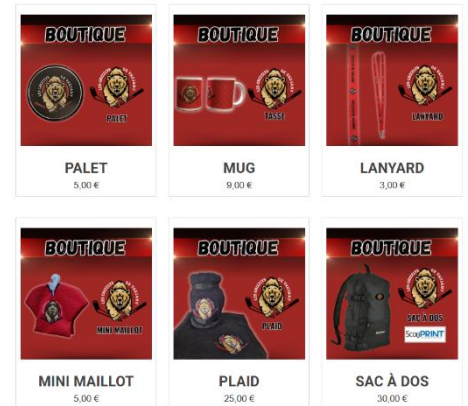 BOUTIQUE
PALET
PALET
5,00 €
BOUTIQUE
TASSE
MUG
9,00 €
BOUTIQUE
LANYARD
LANYARD
3,00 €
BOUTIQUE
MINI MAILLOT
MINI MAILLOT
5,00 €
BOUTIQUE
PLAID
PLAID
25,00 €
BOUTIQUE
SAC À DOS
ScopPRINT
SAC À DOS
30,00 €